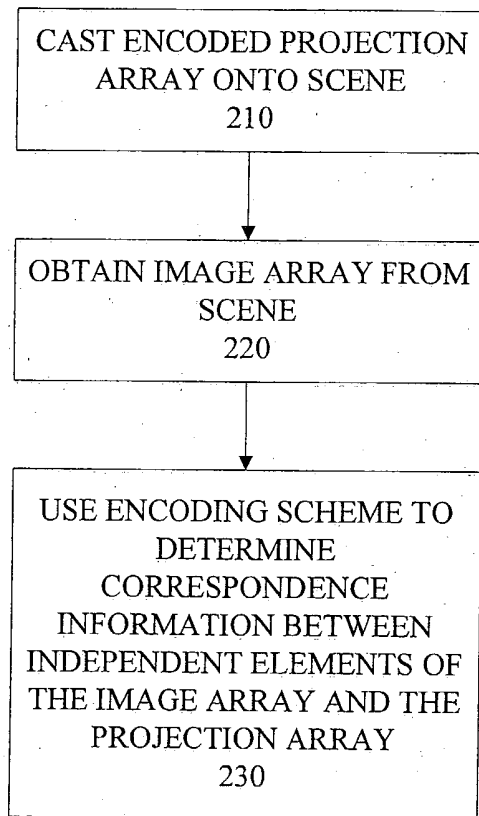 CAST ENCODED PROJECTION
ARRAY ONTO SCENE
210
OBTAIN IMAGE ARRAY FROM
SCENE
220
USE ENCODING SCHEME TO
DETERMINE
CORRESPONDENCE
INFORMATION BETWEEN
INDEPENDENT ELEMENTS OF
THE IMAGE ARRAY AND THE
PROJECTION ARRAY
230